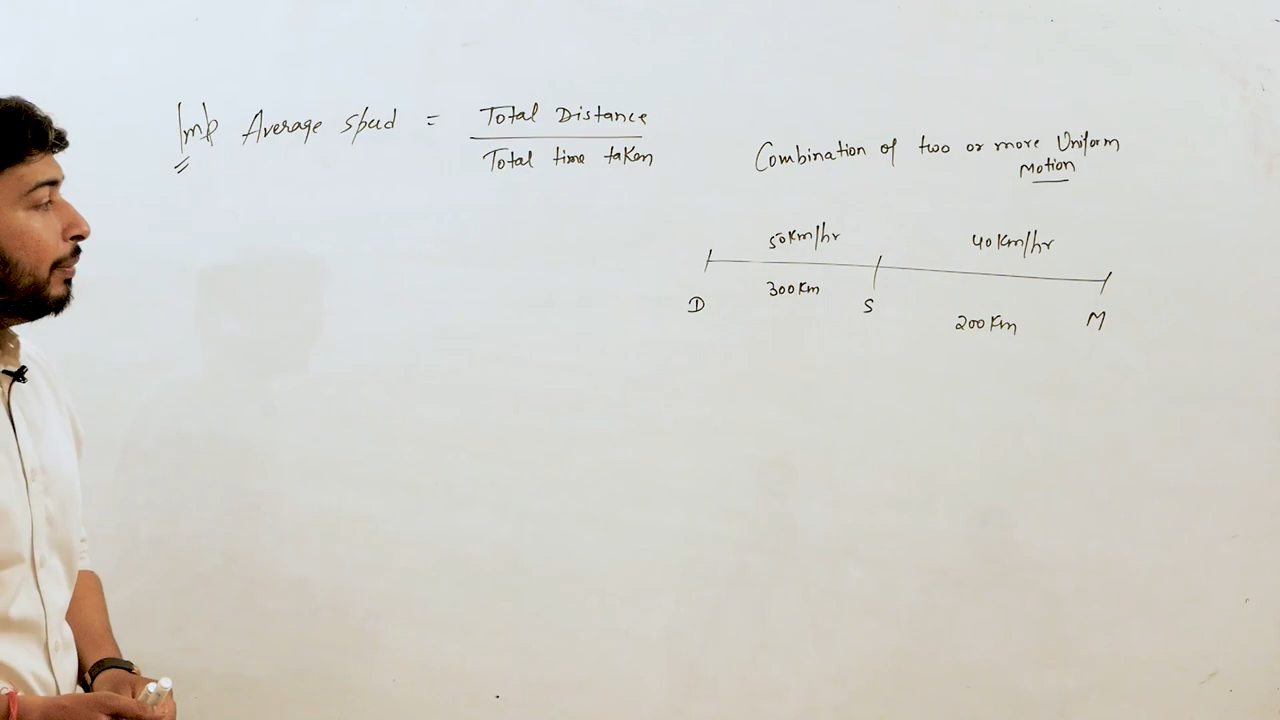 Imp Average speed = Total Distance
Total time taken
Combination of two or more Uniform
Motion
50Km/hr
40Km/hr
300Km
200Km
D
S
M